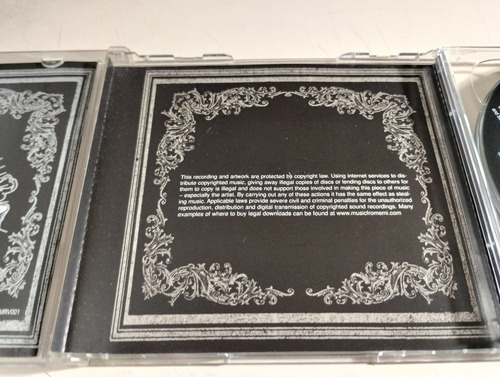 This recording and artwork are protected by copyright law. Using internet services to dis-
tribute copyrighted music, giving away illegal copies of discs or lending discs to others for
them to copy is illegal and does not support those involved in making this piece of music
– especially the artist. By carrying out any of these actions it has the same effect as steal-
ing music. Applicable laws provide severe civil and criminal penalties for the unauthorized
reproduction, distribution and digital transmission of copyrighted sound recordings. Many
examples of where to buy legal downloads can be found at www.musicfromemi.com